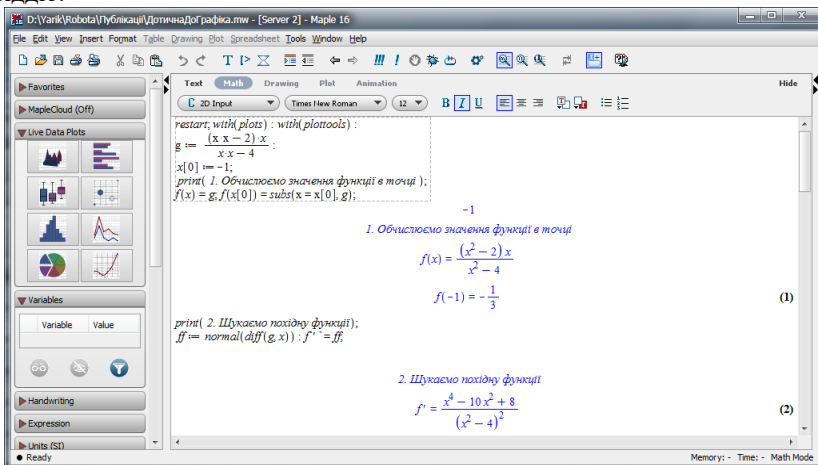 D:\Yarik\Robota\Публікації\ДотичнаДоГрафіка.mw - [Server 2] - Maple 16
File Edit View Insert Format Table Drawing Plot Spreadsheet Tools Window Help
Favorites
MapleCloud (Off)
Live Data Plots
Variables
Variable Value
Handwriting
Expression
Units (SI)
Ready
Text Math Drawing Plot Animation Hide
C 2D Input Times New Roman 12 B I U
restart; with(plots) : with(plottools) :
g := (x·x − 2)·x / x·x − 4 :
x[0] := −1;
print( 1. Обчислюємо значення функції в точці );
f(x) = g; f(x[0]) = subs(x = x[0], g);
−1
1. Обчислюємо значення функції в точці
f(x) = (x² − 2) x / x² − 4
f(−1) = − 1/3 (1)
print( 2. Шукаємо похідну функції);
ff := normal(diff(g, x)) : f ' `= ff;
2. Шукаємо похідну функції
f' = x⁴ − 10 x² + 8 / (x² − 4)² (2)
Memory: - Time: - Math Mode